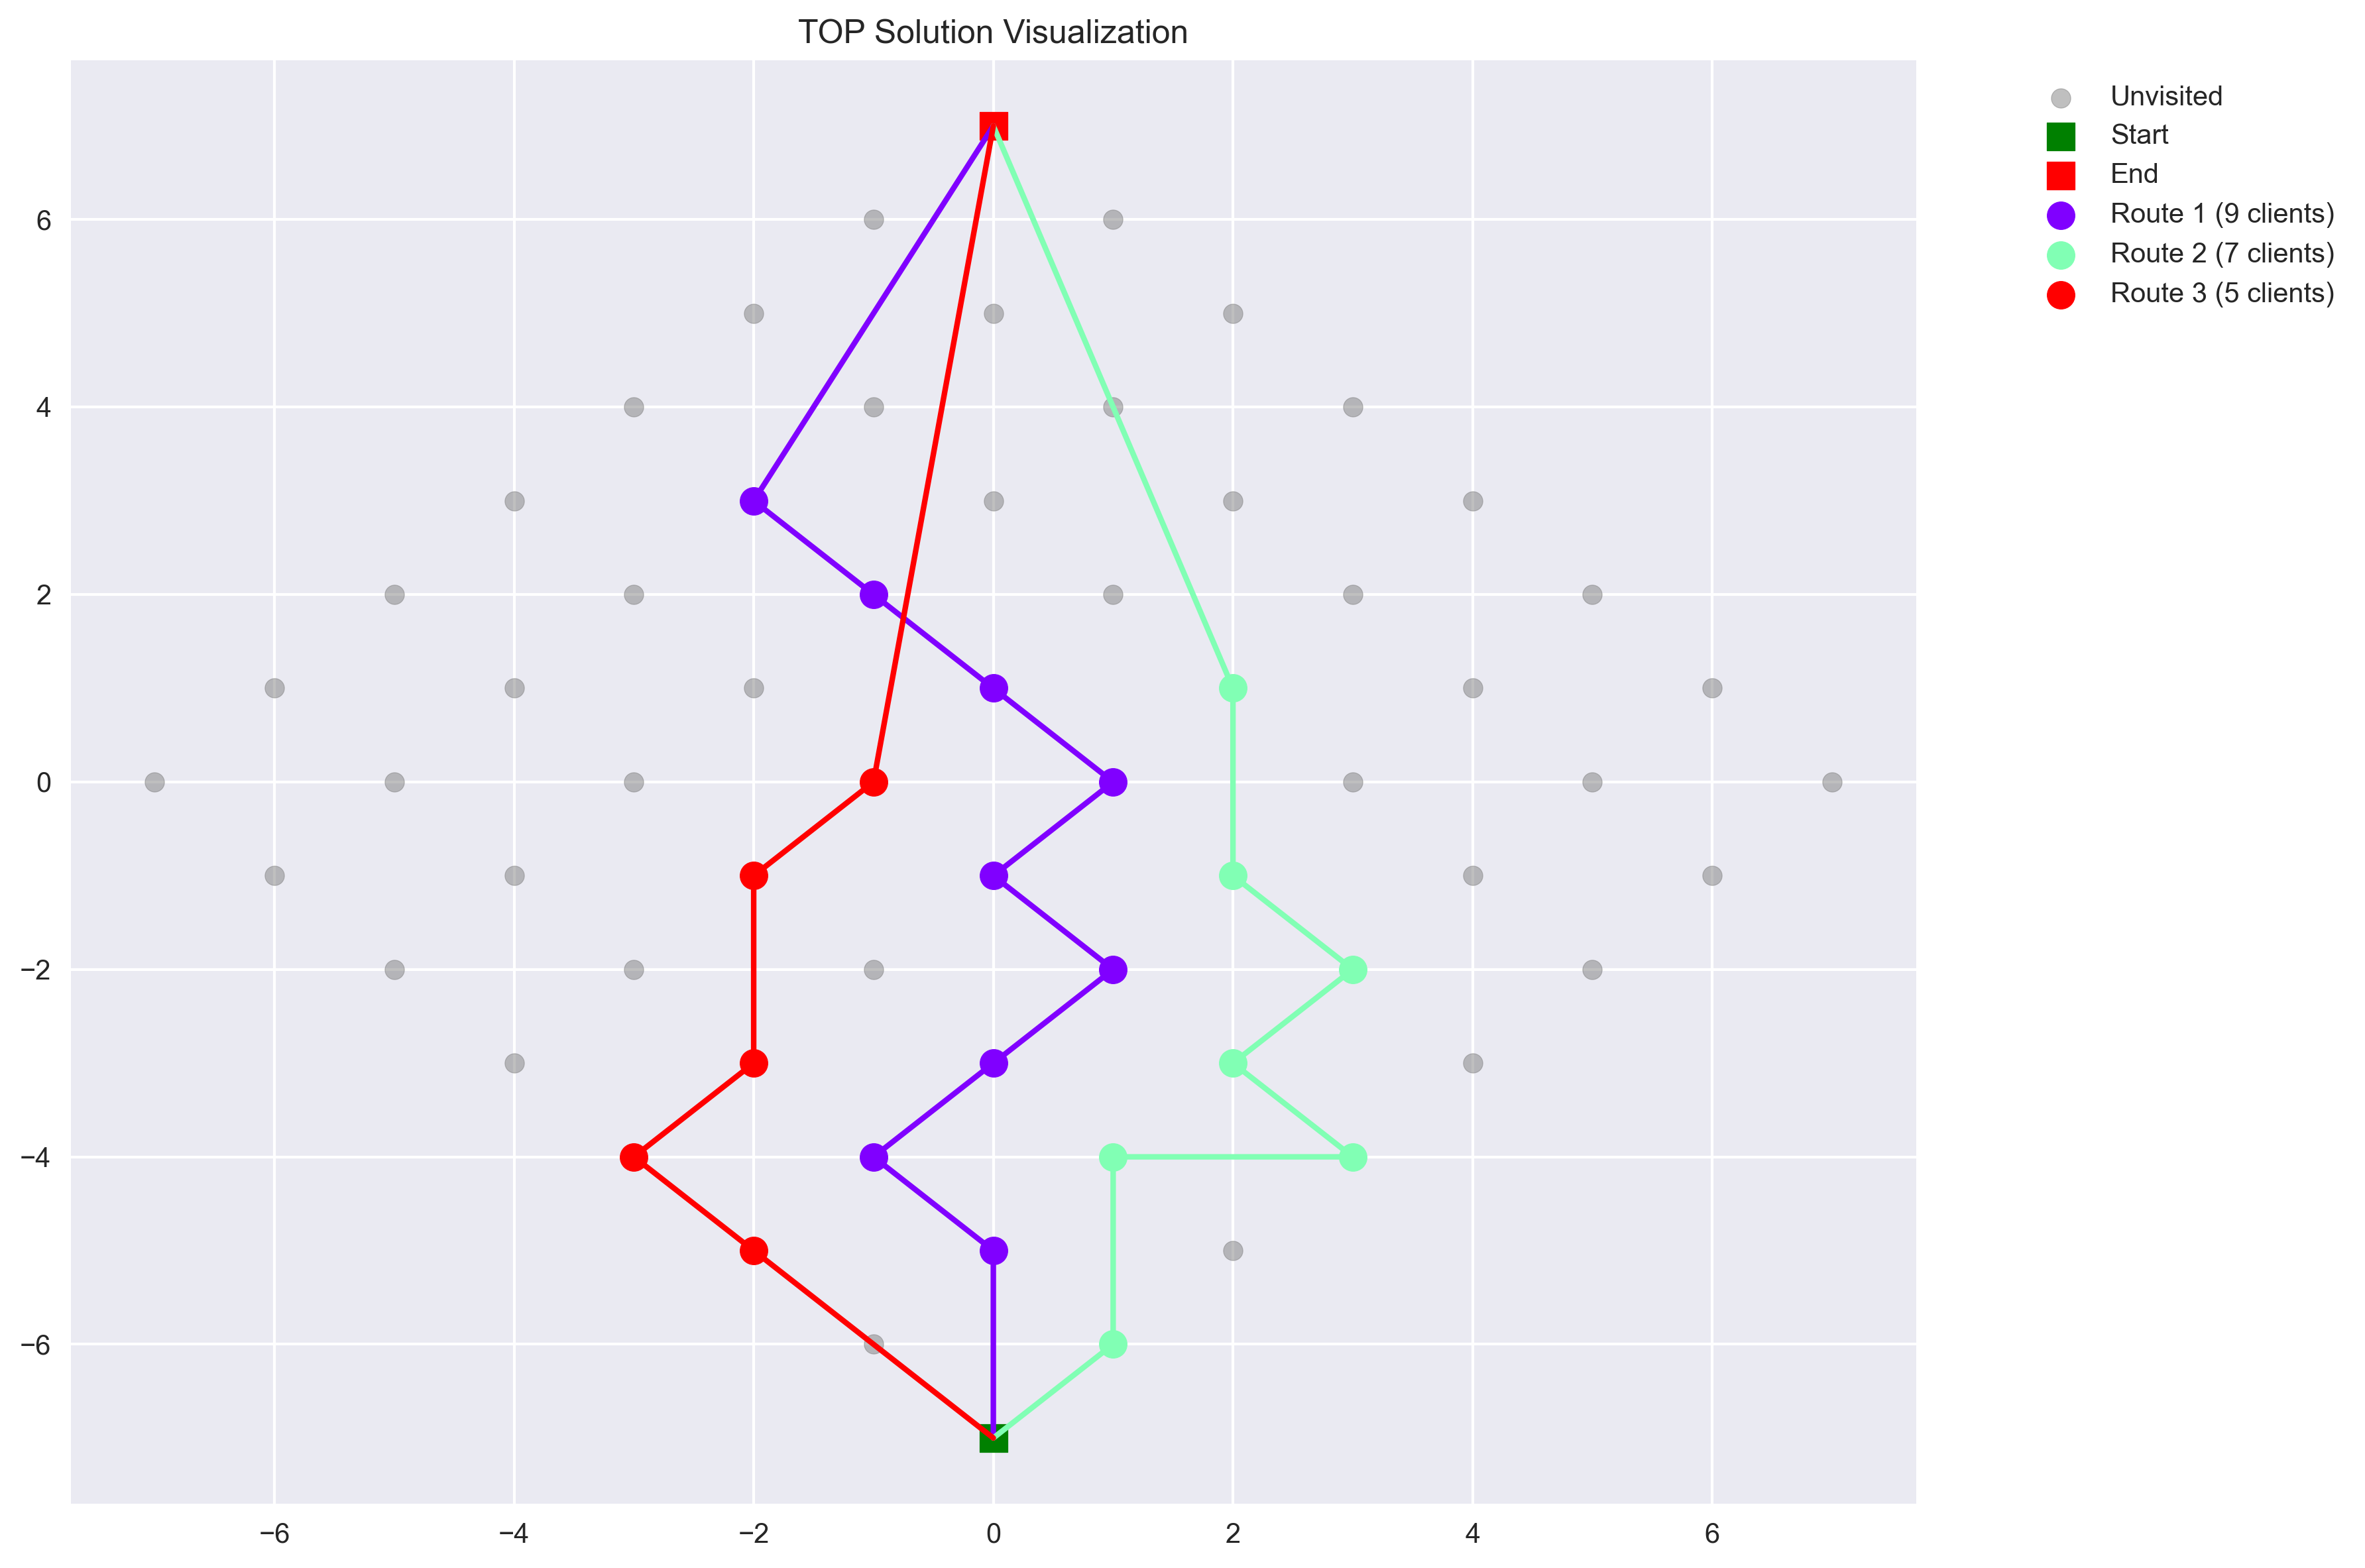 TOP Solution Visualization
Unvisited
Start
End
Route 1 (9 clients)
Route 2 (7 clients)
Route 3 (5 clients)
6
4
2
0
−2
−4
−6
−6 −4 −2 0 2 4 6